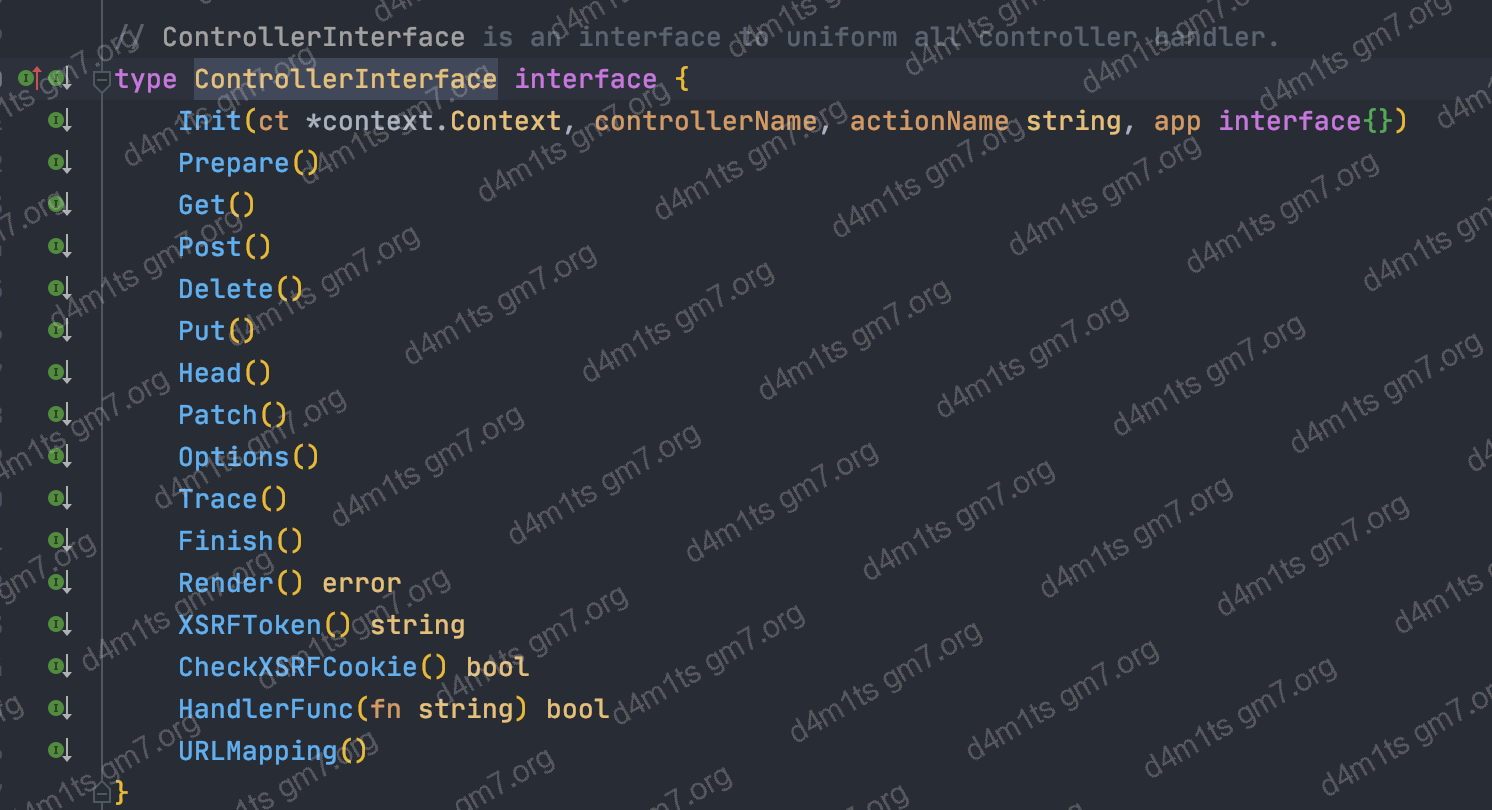 // ControllerInterface is an interface to uniform all controller handler.
type ControllerInterface interface {
Init(ct *context.Context, controllerName, actionName string, app interface{})
Prepare()
Get()
Post()
Delete()
Put()
Head()
Patch()
Options()
Trace()
Finish()
Render() error
XSRFToken() string
CheckXSRFCookie() bool
HandlerFunc(fn string) bool
URLMapping()
}
d4m1ts gm7.org